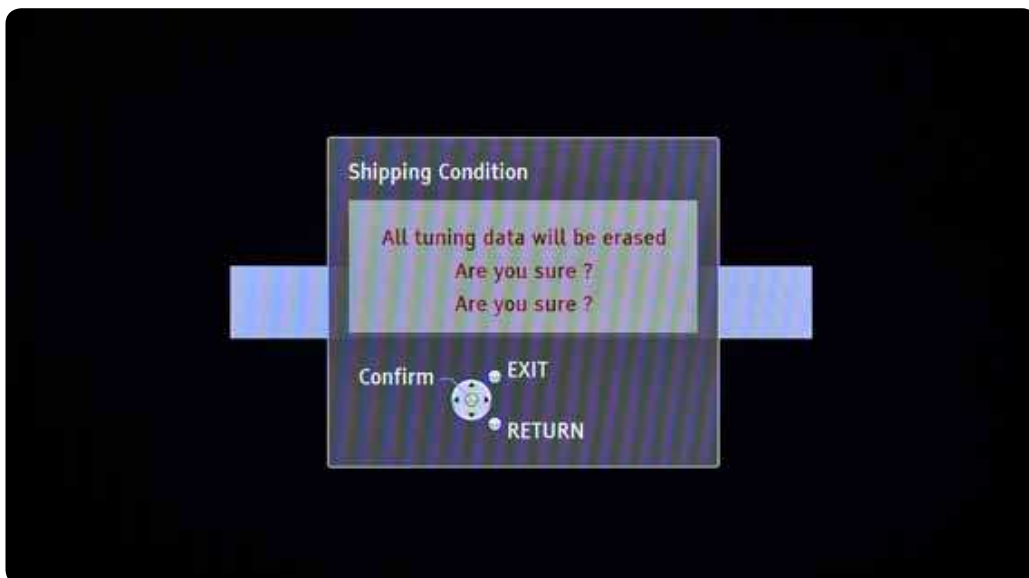 Shipping Condition
All tuning data will be erased
Are you sure ?
Are you sure ?
Confirm
EXIT
RETURN